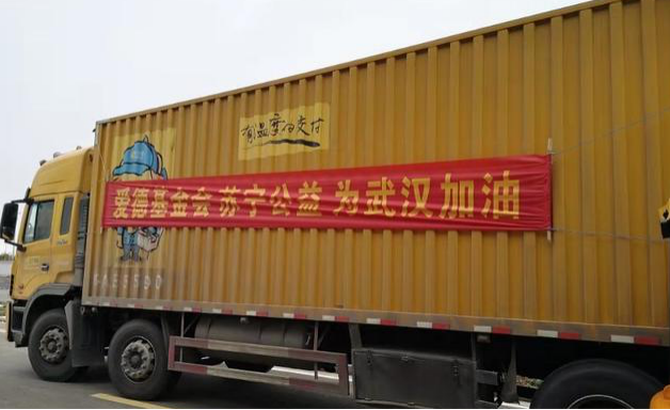 有温度的交付
爱德基金会 苏宁公益 为武汉加油